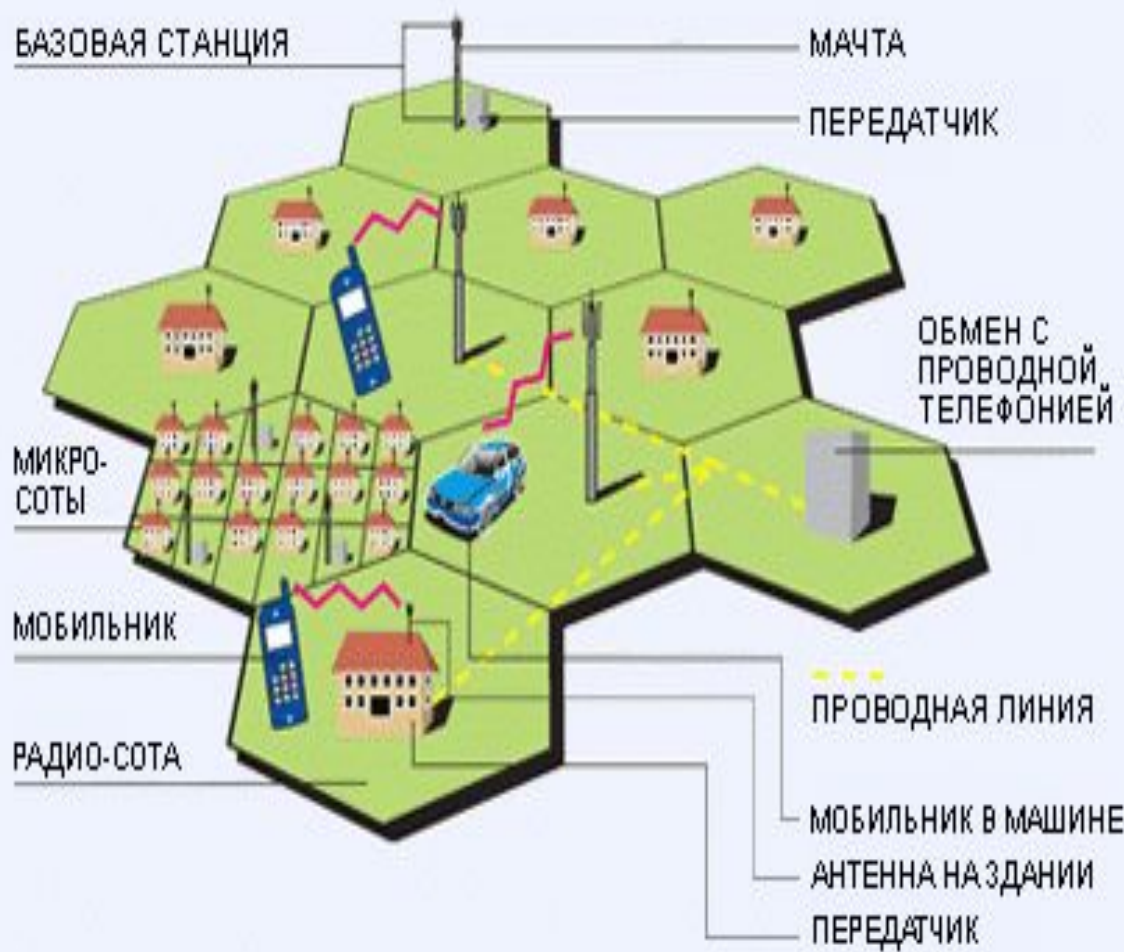 БАЗОВАЯ СТАНЦИЯ
МАЧТА
ПЕРЕДАТЧИК
ОБМЕН С
ПРОВОДНОЙ
ТЕЛЕФОНИЕЙ
МИКРО-
СОТЫ
МОБИЛЬНИК
ПРОВОДНАЯ ЛИНИЯ
РАДИО-СОТА
МОБИЛЬНИК В МАШИНЕ
АНТЕННА НА ЗДАНИИ
ПЕРЕДАТЧИК